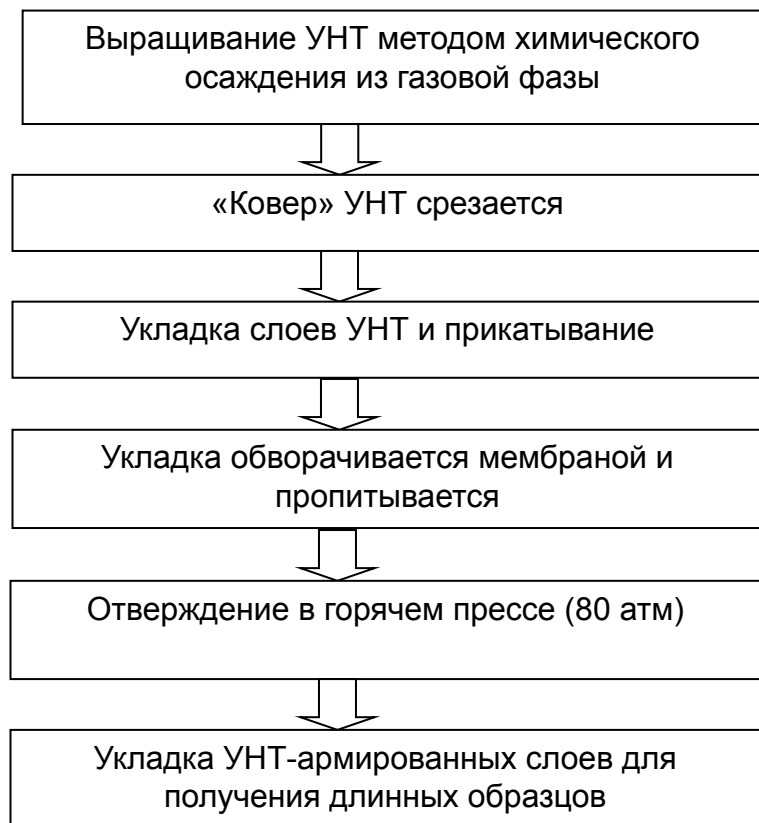 Выращивание УНТ методом химического
осаждения из газовой фазы
«Ковер» УНТ срезается
Укладка слоев УНТ и прикатывание
Укладка обворачивается мембраной и
пропитывается
Отверждение в горячем прессе (80 атм)
Укладка УНТ-армированных слоев для
получения длинных образцов